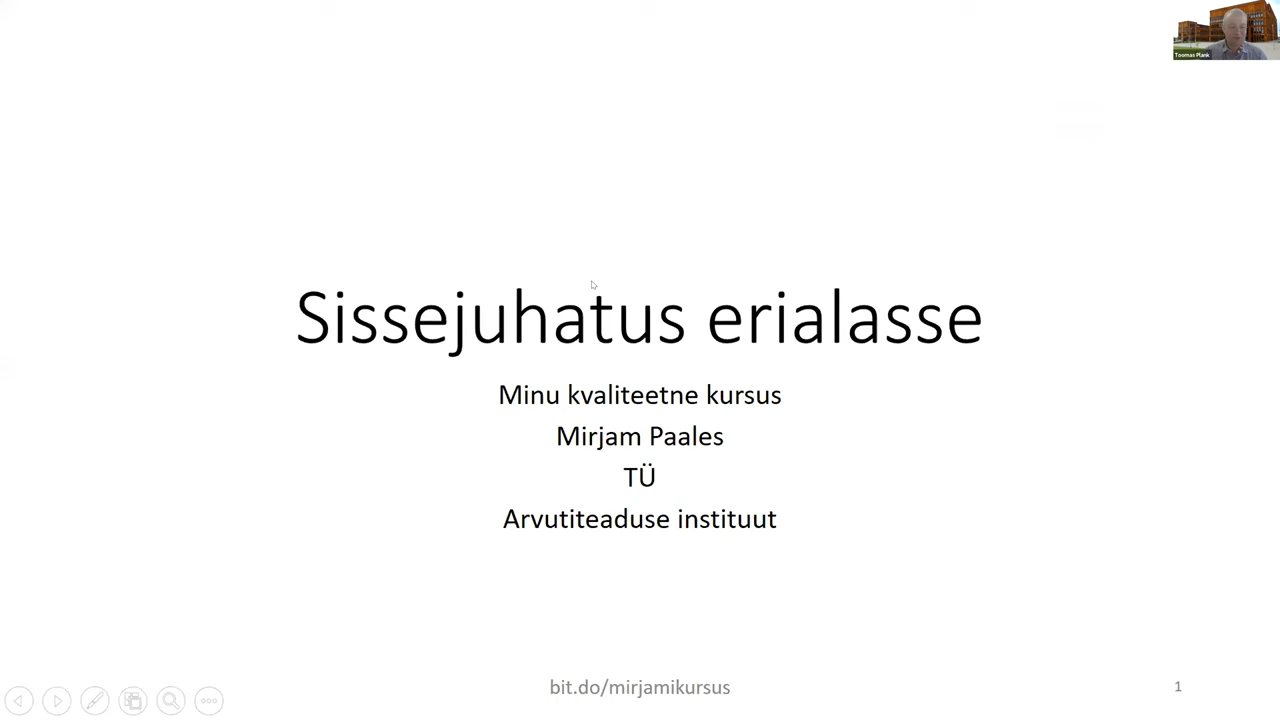 Toomas Plank
Sissejuhatus erialasse
Minu kvaliteetne kursus
Mirjam Paales
TÜ
Arvutiteaduse instituut
bit.do/mirjamikursus
1